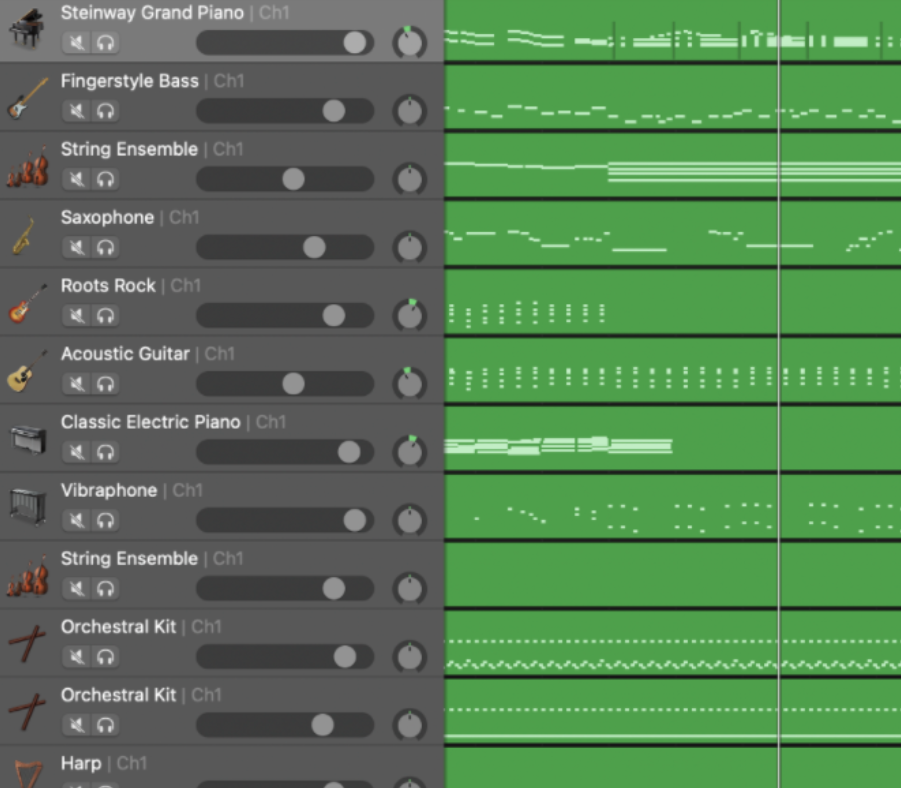 Steinway Grand Piano | Ch1
Fingerstyle Bass | Ch1
String Ensemble | Ch1
Saxophone | Ch1
Roots Rock | Ch1
Acoustic Guitar | Ch1
Classic Electric Piano | Ch1
Vibraphone | Ch1
String Ensemble | Ch1
Orchestral Kit | Ch1
Orchestral Kit | Ch1
Harp | Ch1